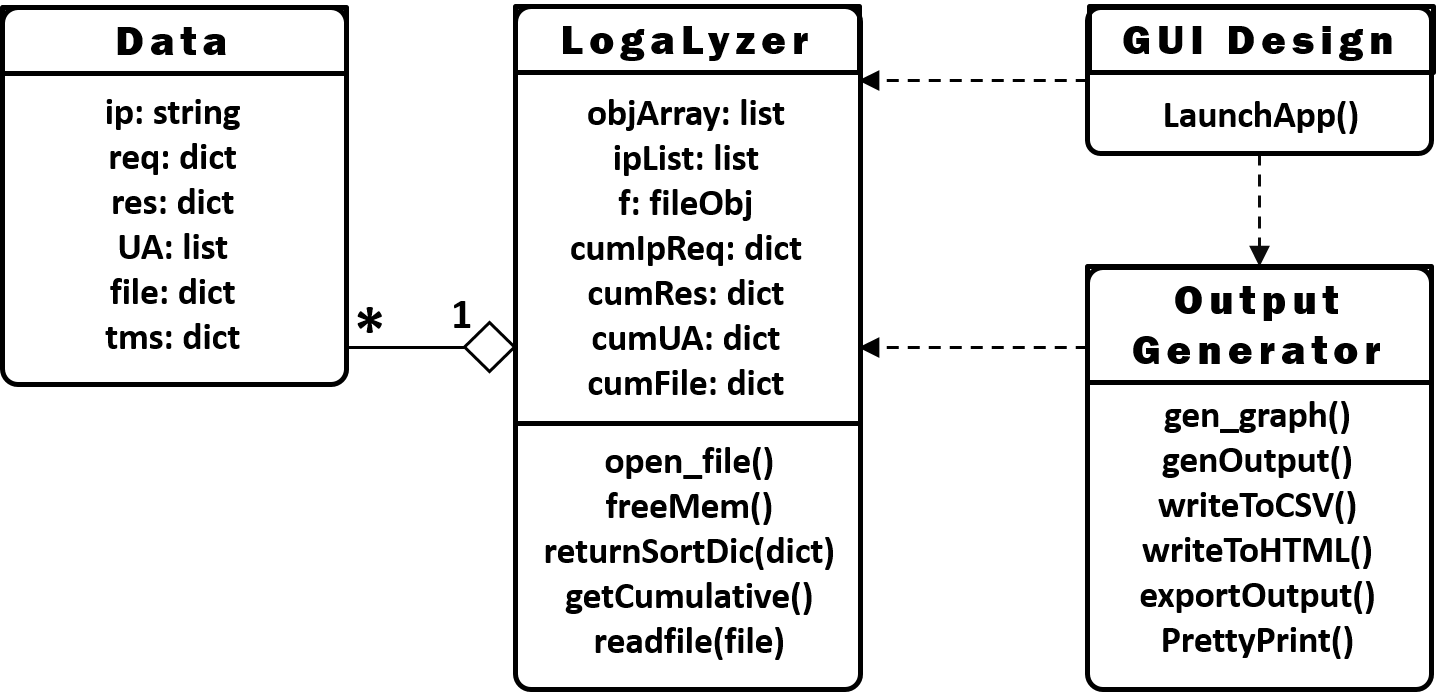 Data
ip: string
req: dict
res: dict
UA: list
file: dict
tms: dict
*
1
LogaLyzer
objArray: list
ipList: list
f: fileObj
cumIpReq: dict
cumRes: dict
cumUA: dict
cumFile: dict
open_file()
freeMem()
returnSortDic(dict)
getCumulative()
readfile(file)
GUI Design
LaunchApp()
Output
Generator
gen_graph()
genOutput()
writeToCSV()
writeToHTML()
exportOutput()
PrettyPrint()